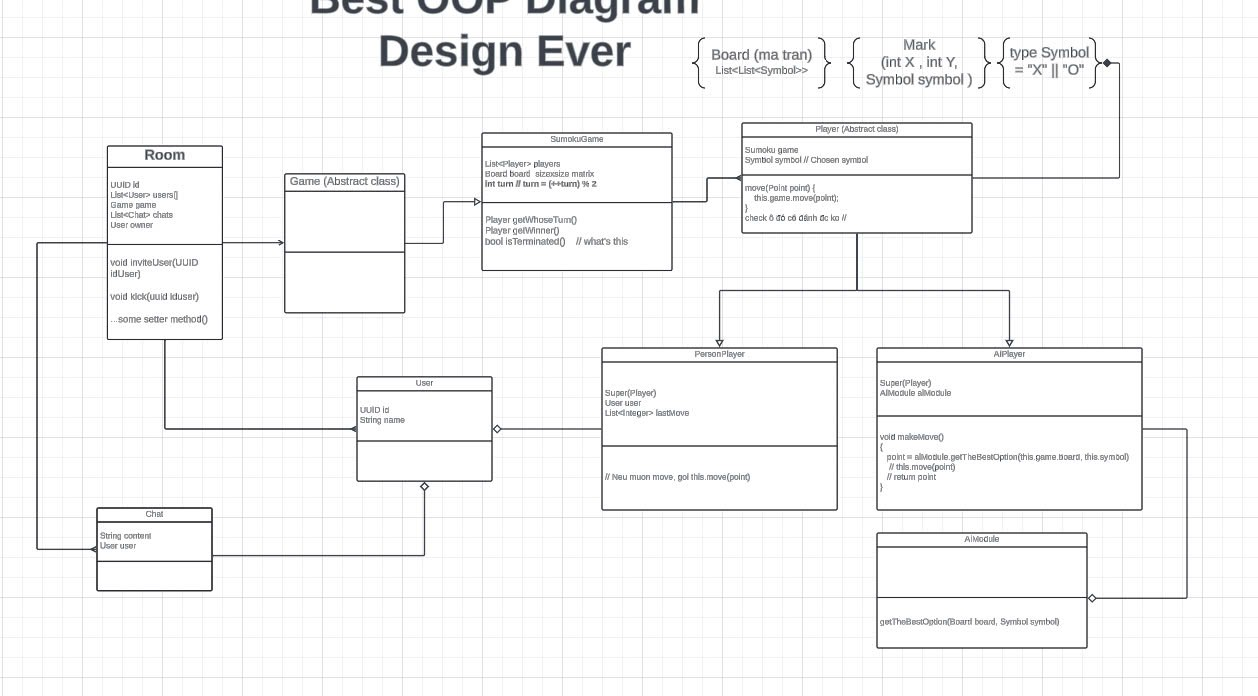 Best OOP Diagram
Design Ever
Board (ma tran)
List<List<Symbol>>
Mark
(int X , int Y,
Symbol symbol )
type Symbol
= "X" || "O"
Room
UUID id
List<User> users[]
Game game
List<Chat> chats
User owner
void inviteUser(UUID
idUser)
void kick(uuid iduser)
...some setter method()
Game (Abstract class)
SumokuGame
List<Player> players
Board board  sizexsize matrix
int turn // turn = (++turn) % 2
Player getWhoseTurn()
Player getWinner()
bool isTerminated()    // what's this
Player (Abstract class)
Sumoku game
Symbol symbol // Chosen symbol
move(Point point) {
this.game.move(point);
}
check ô đó có đánh đc ko //
User
UUID id
String name
PersonPlayer
Super(Player)
User user
List<Integer> lastMove
// Neu muon move, goi this.move(point)
AIPlayer
Super(Player)
AIModule aiModule
void makeMove()
{
point = aiModule.getTheBestOption(this.game.board, this.symbol)
// this.move(point)
// return point
}
Chat
String content
User user
AIModule
getTheBestOption(Board board, Symbol symbol)